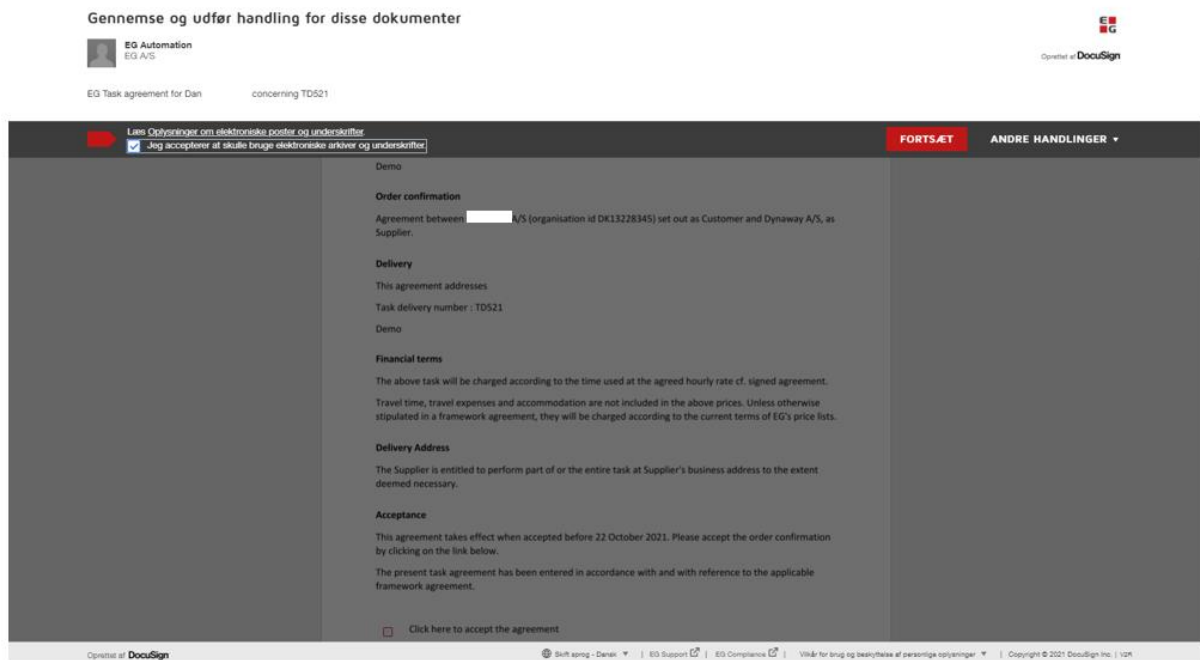 Gennemse og udfør handling for disse dokumenter
EG
EG Automation
EG A/S
Oprettet af DocuSign
EG Task agreement for Dan concerning TD521
Læs Oplysninger om elektroniske poster og underskrifter.
Jeg accepterer at skulle bruge elektroniske arkiver og underskrifter.
FORTSÆT
ANDRE HANDLINGER
Demo
Order confirmation
Agreement between A/S (organisation id DK13228345) set out as Customer and Dynaway A/S, as
Supplier.
Delivery
This agreement addresses
Task delivery number : TD521
Demo
Financial terms
The above task will be charged according to the time used at the agreed hourly rate cf. signed agreement.
Travel time, travel expenses and accommodation are not included in the above prices. Unless otherwise
stipulated in a framework agreement, they will be charged according to the current terms of EG's price lists.
Delivery Address
The Supplier is entitled to perform part of or the entire task at Supplier's business address to the extent
deemed necessary.
Acceptance
This agreement takes effect when accepted before 22 October 2021. Please accept the order confirmation
by clicking on the link below.
The present task agreement has been entered in accordance with and with reference to the applicable
framework agreement.
Click here to accept the agreement
Oprettet af DocuSign
Skift sprog - Dansk | EG Support | EG Compliance | Vilkår for brug og beskyttelse af personlige oplysninger | Copyright © 2021 DocuSign Inc. | V2R